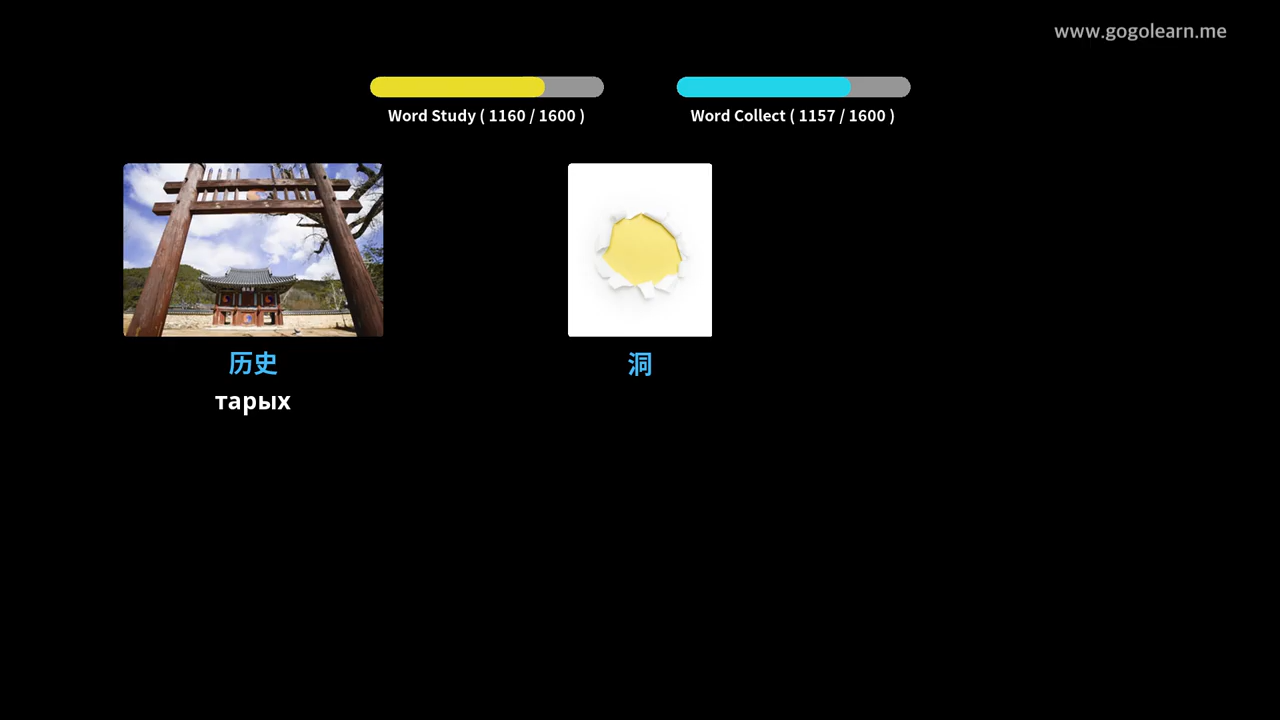 www.gogolearn.me
Word Study ( 1160 / 1600 )
Word Collect ( 1157 / 1600 )
历史
тарых
洞